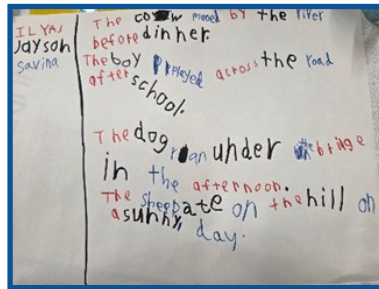 ILYAS
Jayson
Savina
The cow mooed by the river
before dinner.
The boy played across the road
after school.
The dog ran under the brige
in the afternoon.
The sheep ate on the hill on
a sunny day.